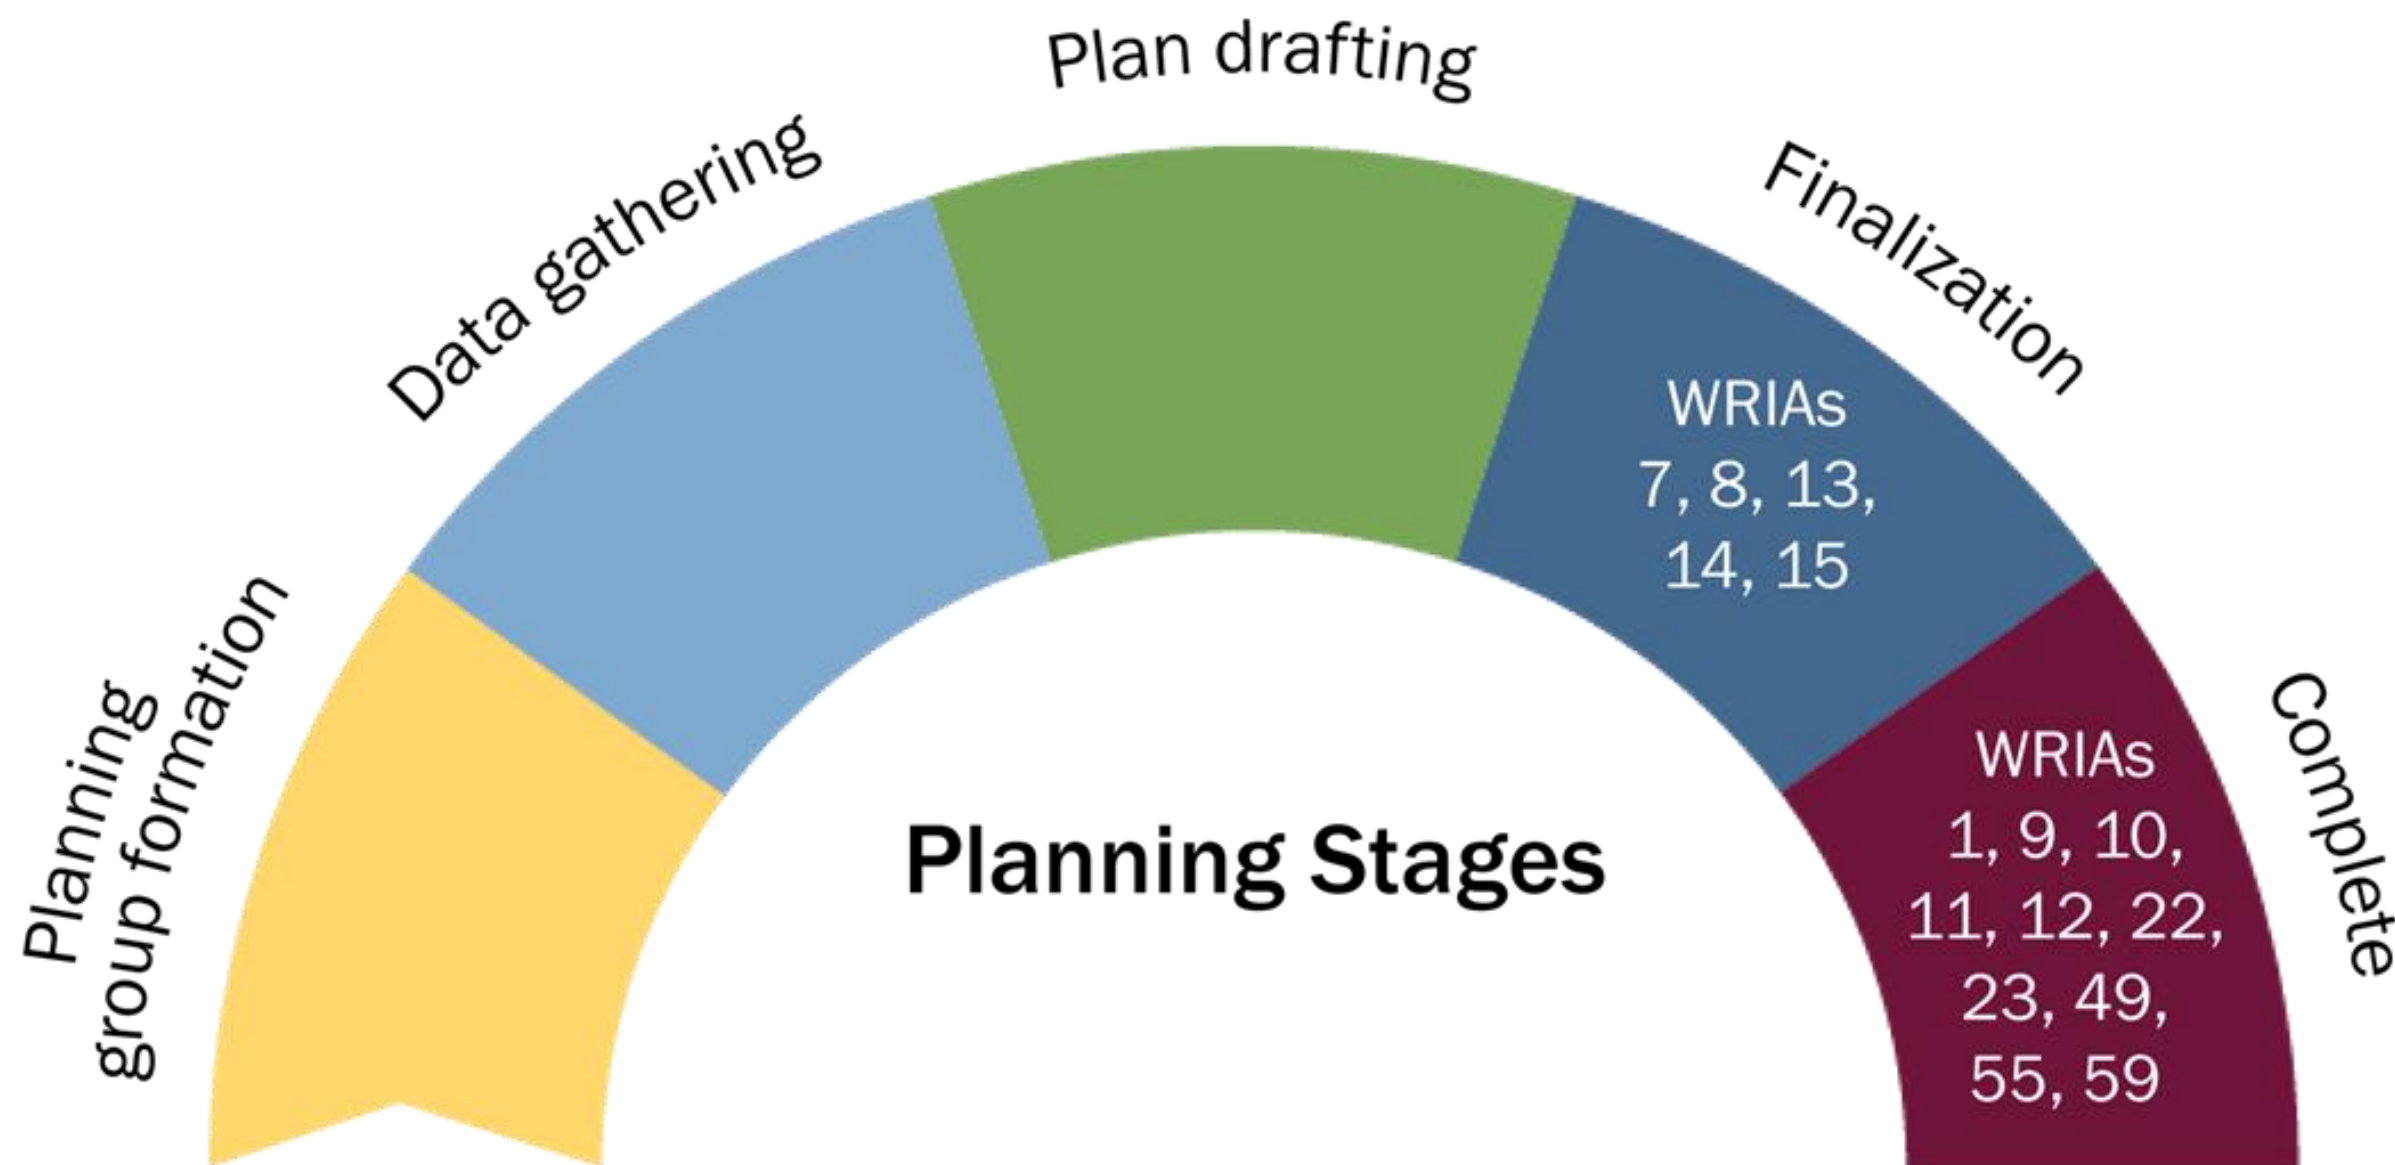 Planning
group formation
Data gathering
Plan drafting
Finalization
Complete
WRIAs
7, 8, 13,
14, 15
WRIAs
1, 9, 10,
11, 12, 22,
23, 49,
55, 59
Planning Stages